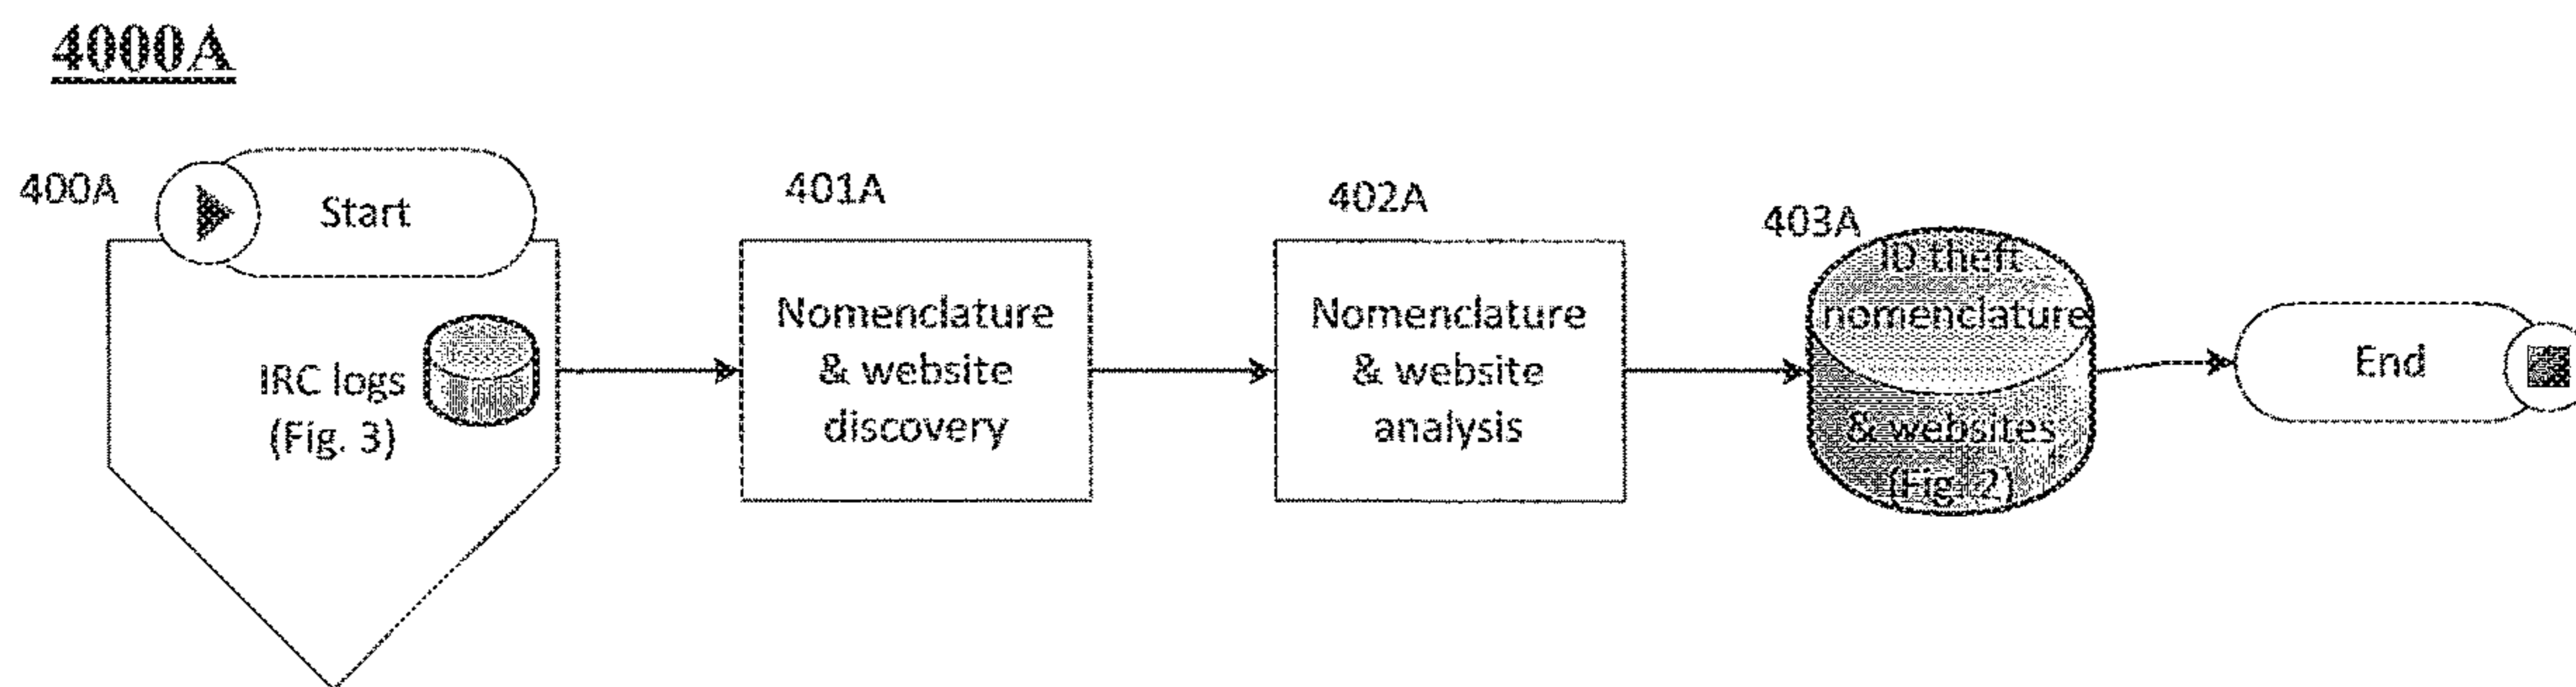 4000A
400A
Start
IRC logs
(Fig. 3)
401A
Nomenclature
& website
discovery
402A
Nomenclature
& website
analysis
403A
ID theft
nomenclature
& websites
(Fig. 2)
End